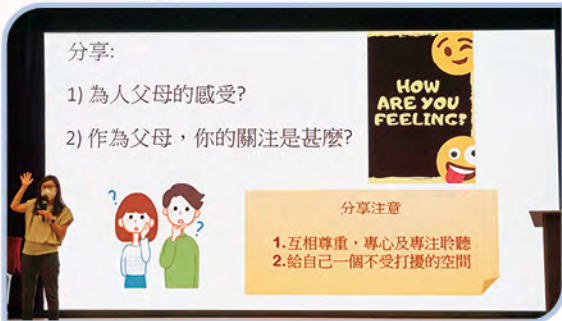 分享:
1) 為人父母的感受?
2) 作為父母，你的關注是甚麼?
HOW
ARE YOU
FEELING?
?
?
分享注意
1.互相尊重，專心及專注聆聽
2.給自己一個不受打擾的空間